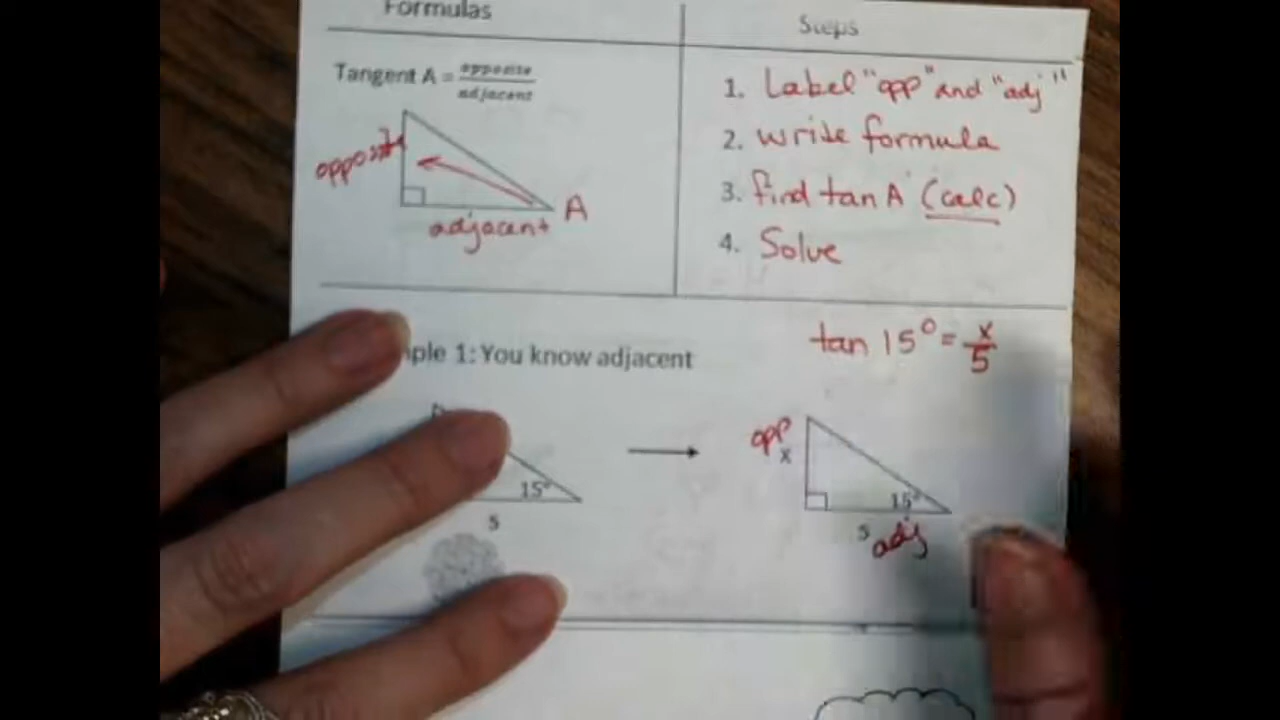 Formulas
Steps
Tangent A = opposite
adjacent
opposite
adjacent
A
1. Label "opp" and "adj"
2. write formula
3. find tan A (calc)
4. Solve
1: You know adjacent
tan 15° = x
5
15°
5
opp
x
15°
5
adj